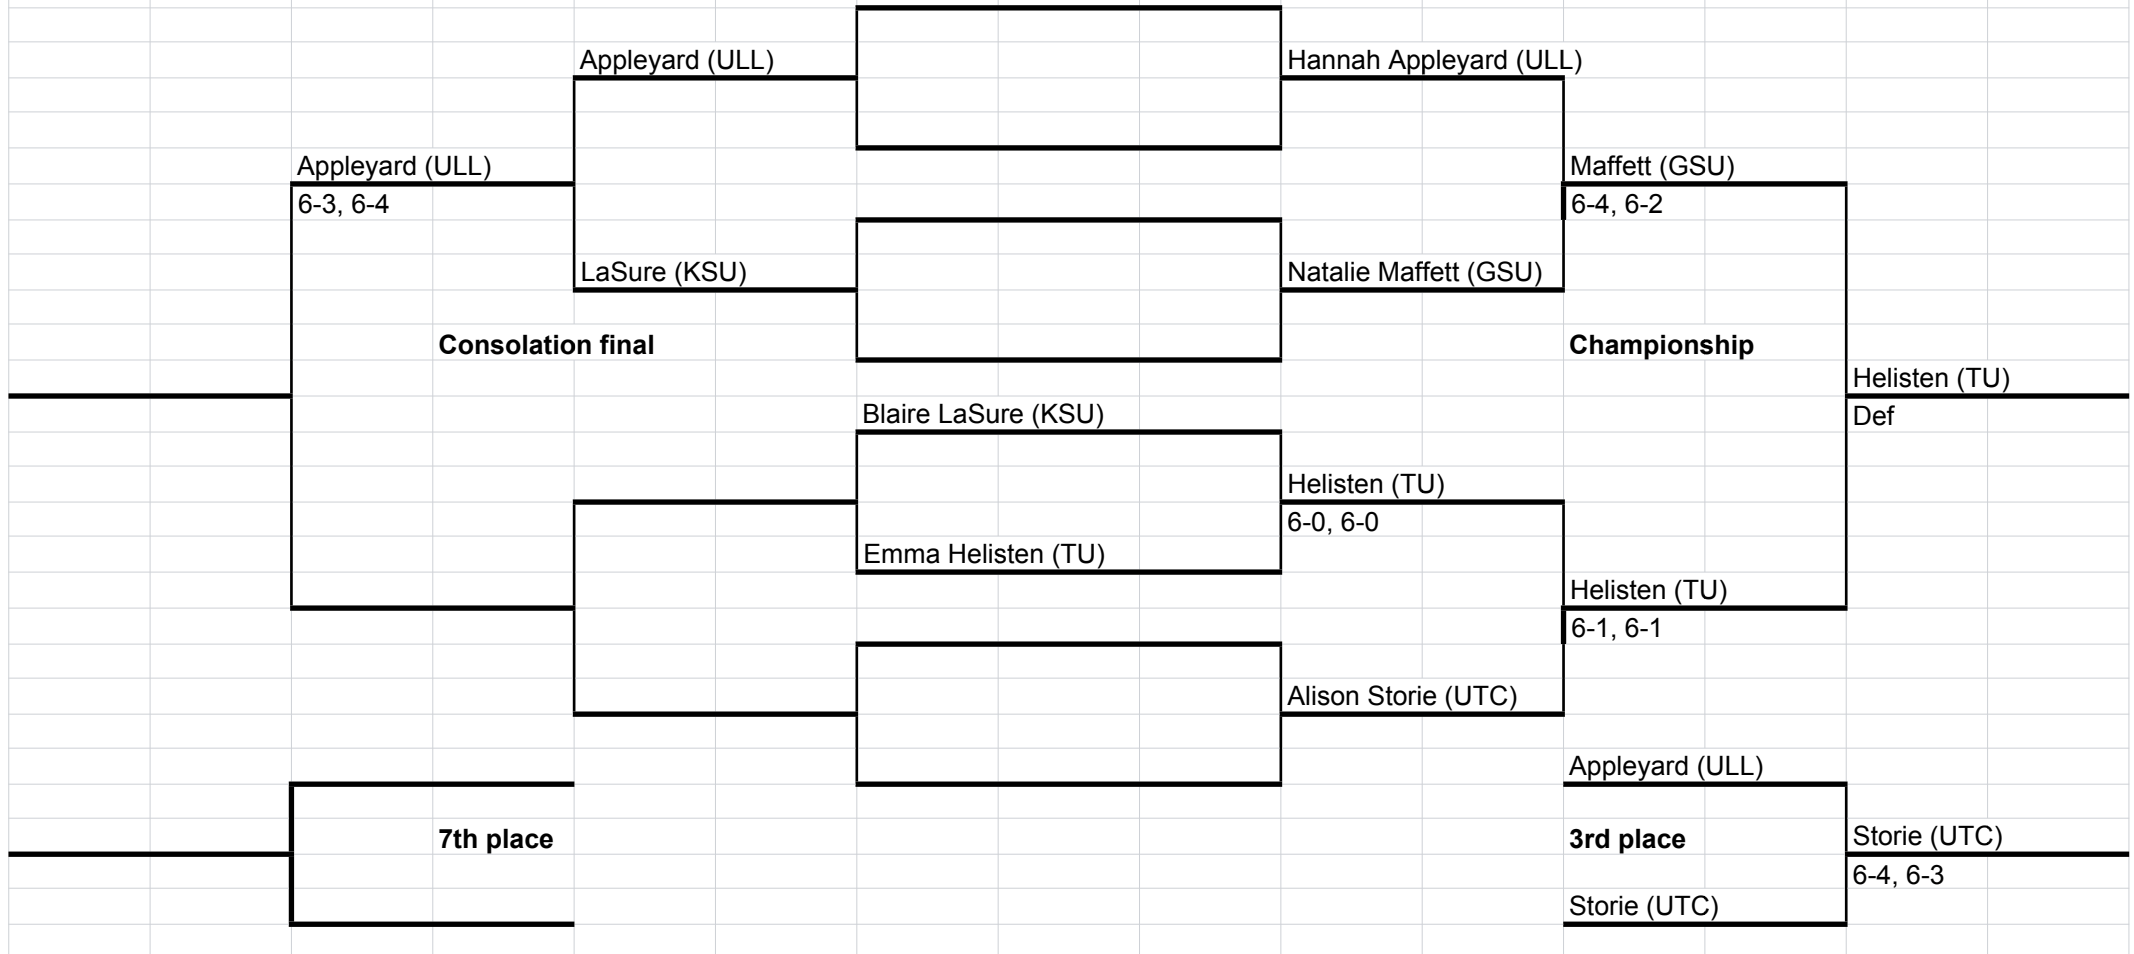 Appleyard (ULL)
Hannah Appleyard (ULL)
Appleyard (ULL)
Maffett (GSU)
6-3, 6-4
6-4, 6-2
LaSure (KSU)
Natalie Maffett (GSU)
Consolation final
Championship
Helisten (TU)
Blaire LaSure (KSU)
Def
Helisten (TU)
6-0, 6-0
Emma Helisten (TU)
Helisten (TU)
6-1, 6-1
Alison Storie (UTC)
Appleyard (ULL)
7th place
3rd place
Storie (UTC)
6-4, 6-3
Storie (UTC)